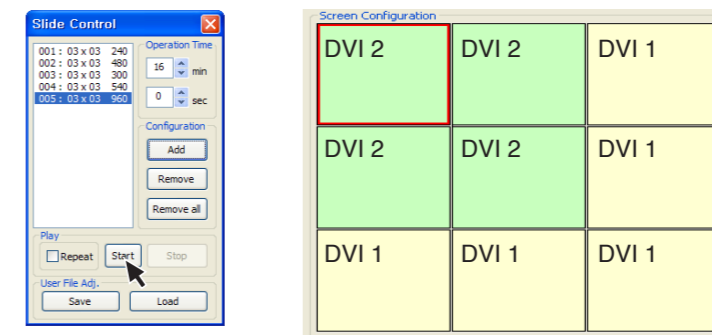 Slide Control
001 : 03 x 03 240
002 : 03 x 03 480
003 : 03 x 03 300
004 : 03 x 03 540
005 : 03 x 03 960
Operation Time
16 min
0 sec
Configuration
Add
Remove
Remove all
Play
Repeat Start Stop
User File Adj.
Save Load
Screen Configuration
DVI 2 DVI 2 DVI 1
DVI 2 DVI 2 DVI 1
DVI 1 DVI 1 DVI 1